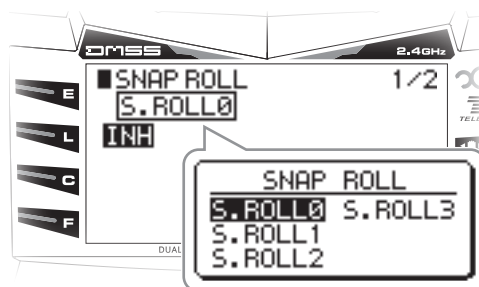 DMSS
2.4GHz
SNAP ROLL 1/2
S.ROLL0
INH
E
L
C
F
SNAP ROLL
S.ROLL0 S.ROLL3
S.ROLL1
S.ROLL2
DUAL